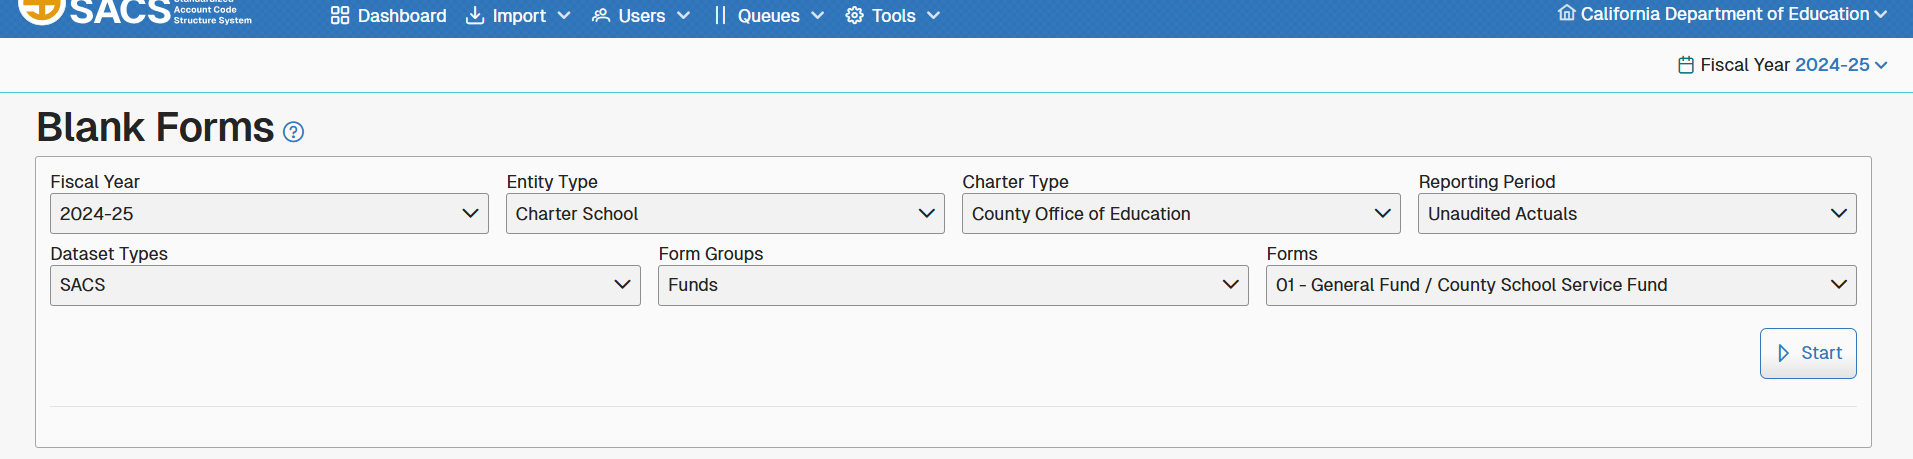 SACS Standardized
Account Code
Structure System
Dashboard Import Users Queues Tools California Department of Education
Fiscal Year 2024-25
Blank Forms ?
Fiscal Year Entity Type Charter Type Reporting Period
2024-25 Charter School County Office of Education Unaudited Actuals
Dataset Types Form Groups Forms
SACS Funds 01 - General Fund / County School Service Fund
Start